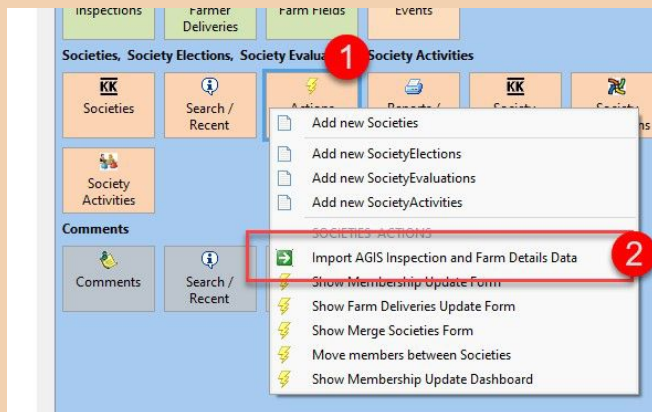 Inspections
Farmer
Deliveries
Farm Fields
Events
Societies, Society Elections, Society Evalua
Society Activities
1
KK
Societies
Search /
Recent
Actions
Reports /
KK
Society
Society
ns
Add new Societies
Add new SocietyElections
Add new SocietyEvaluations
Add new SocietyActivities
Society
Activities
SOCIETIES ACTIONS
Comments
Import AGIS Inspection and Farm Details Data
2
Comments
Search /
Recent
Show Membership Update Form
Show Farm Deliveries Update Form
Show Merge Societies Form
Move members between Societies
Show Membership Update Dashboard